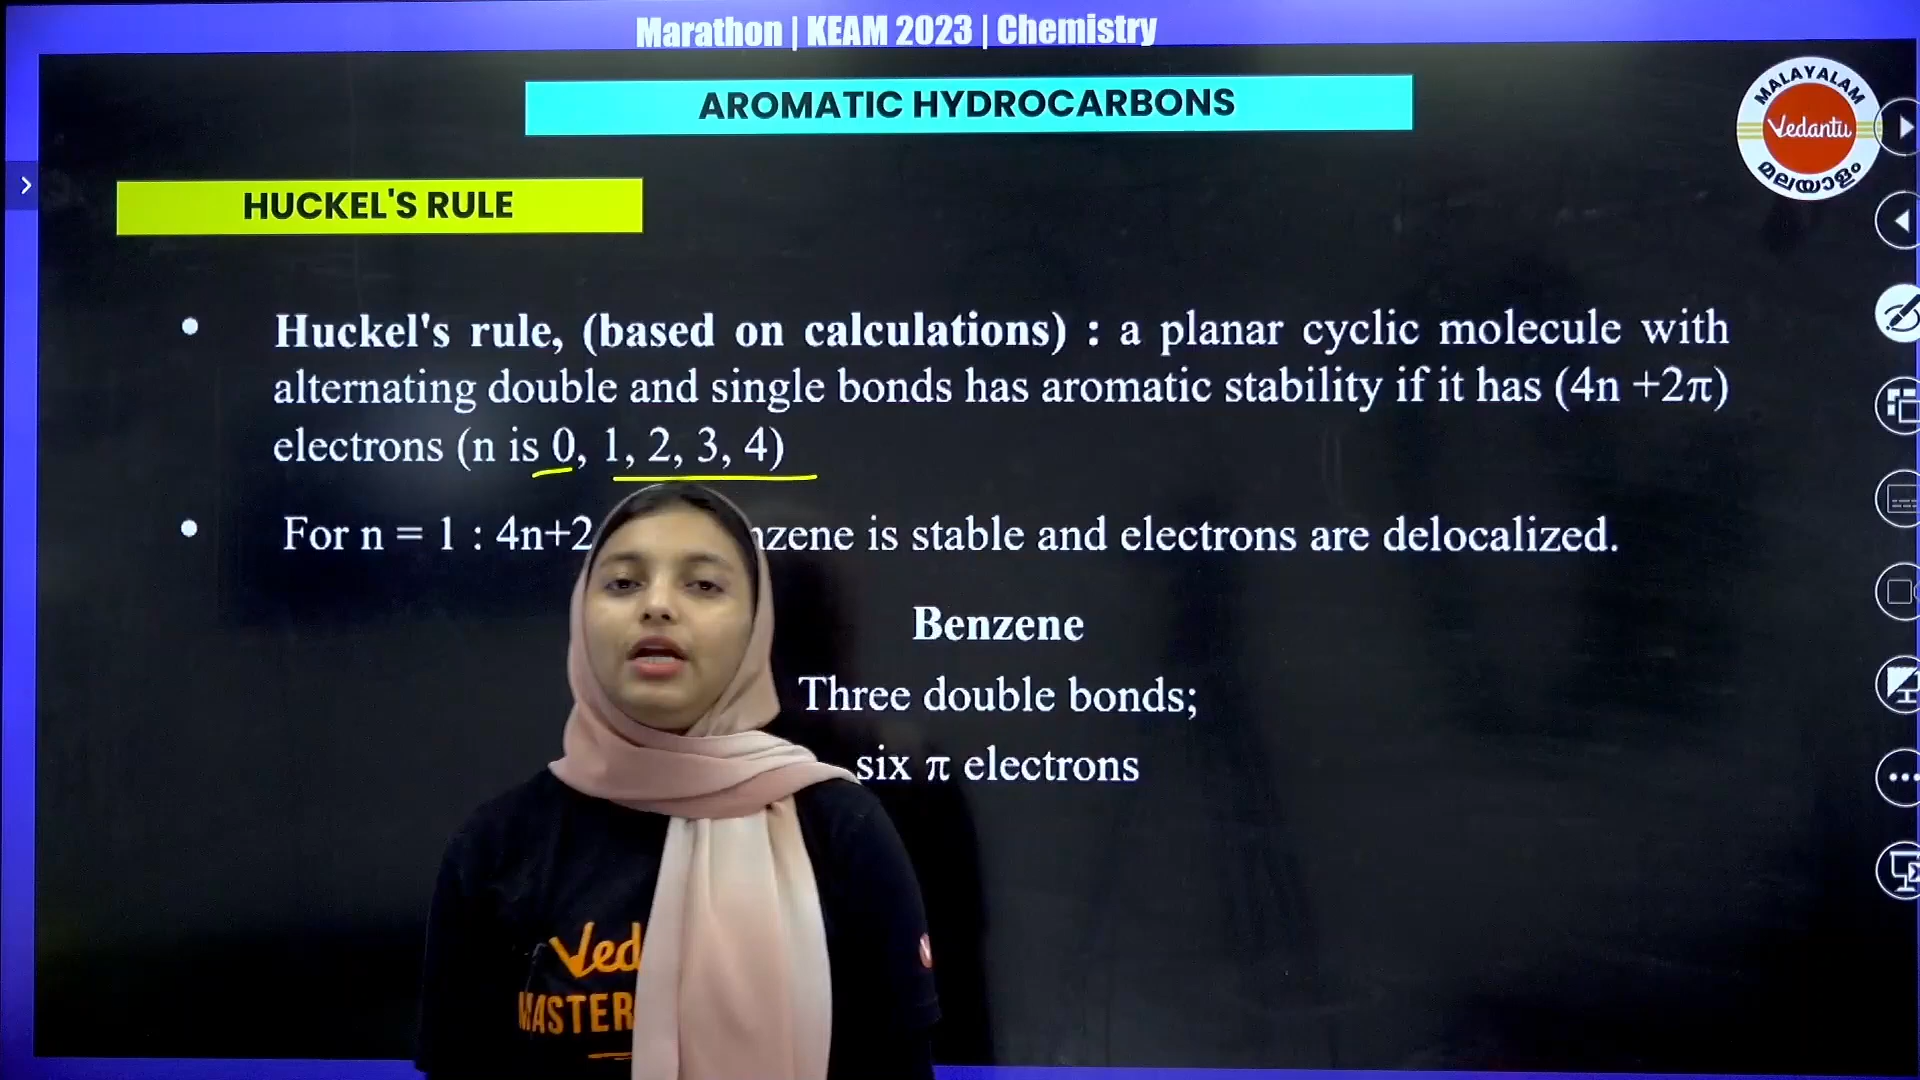 Marathon | KEAM 2023 | Chemistry
AROMATIC HYDROCARBONS
MALAYALAM
Vedantu
മലയാളം
HUCKEL'S RULE
• Huckel's rule, (based on calculations) : a planar cyclic molecule with
alternating double and single bonds has aromatic stability if it has (4n +2π)
electrons (n is 0, 1, 2, 3, 4)
• For n = 1 : 4n+2 is stable and electrons are delocalized.
Benzene
Three double bonds;
six π electrons
Ved
MASTER